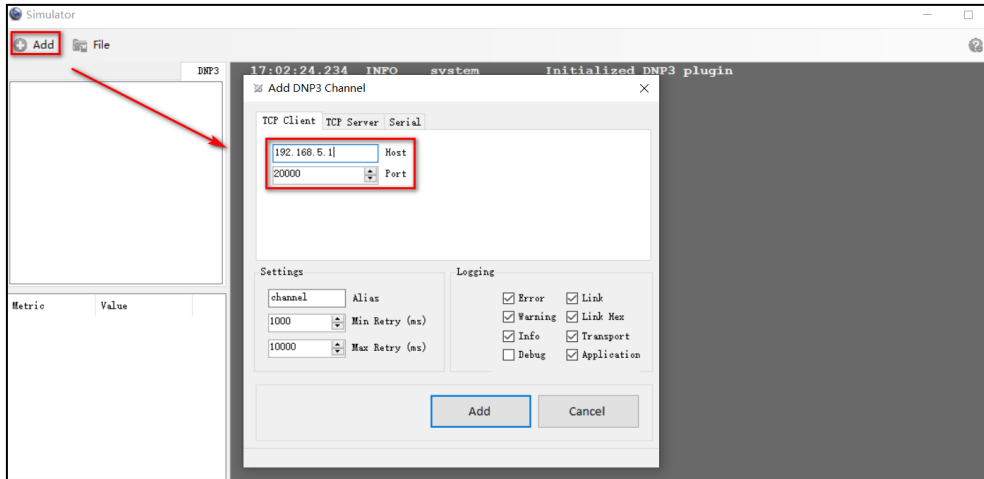 Simulator
Add File
DNP3
17:02:24.234 INFO system Initialized DNP3 plugin
Add DNP3 Channel
TCP Client TCP Server Serial
192.168.5.1 Host
20000 Port
Settings
channel Alias
1000 Min Retry (ms)
10000 Max Retry (ms)
Logging
Error Link
Warning Link Hex
Info Transport
Debug Application
Metric Value
Add Cancel